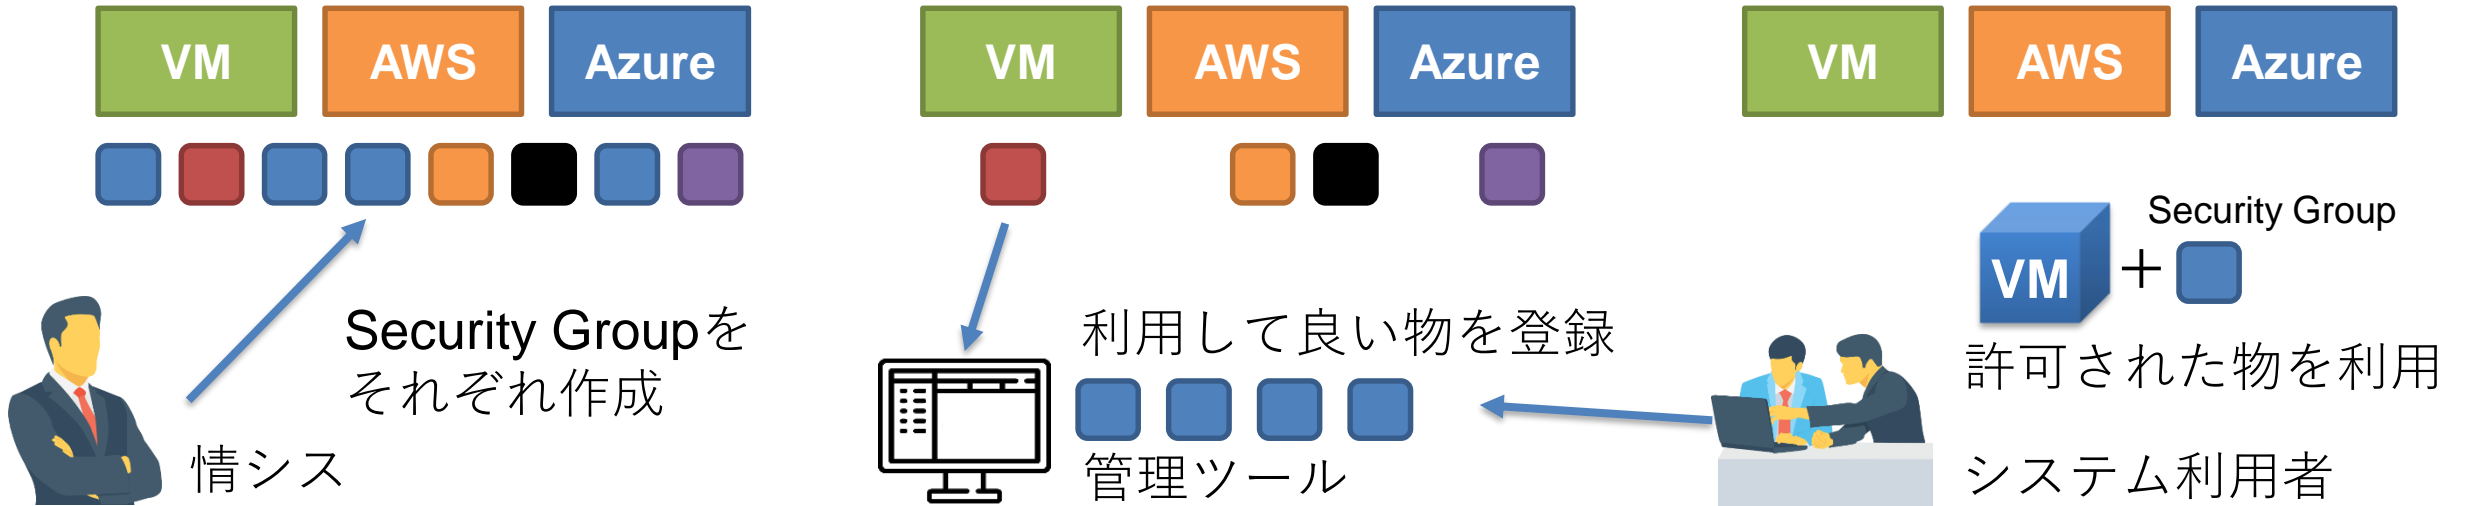 VM
AWS
Azure
Security Groupを
それぞれ作成
情シス
VM
AWS
Azure
利用して良い物を登録
管理ツール
VM
AWS
Azure
Security Group
VM
+
許可された物を利用
システム利用者